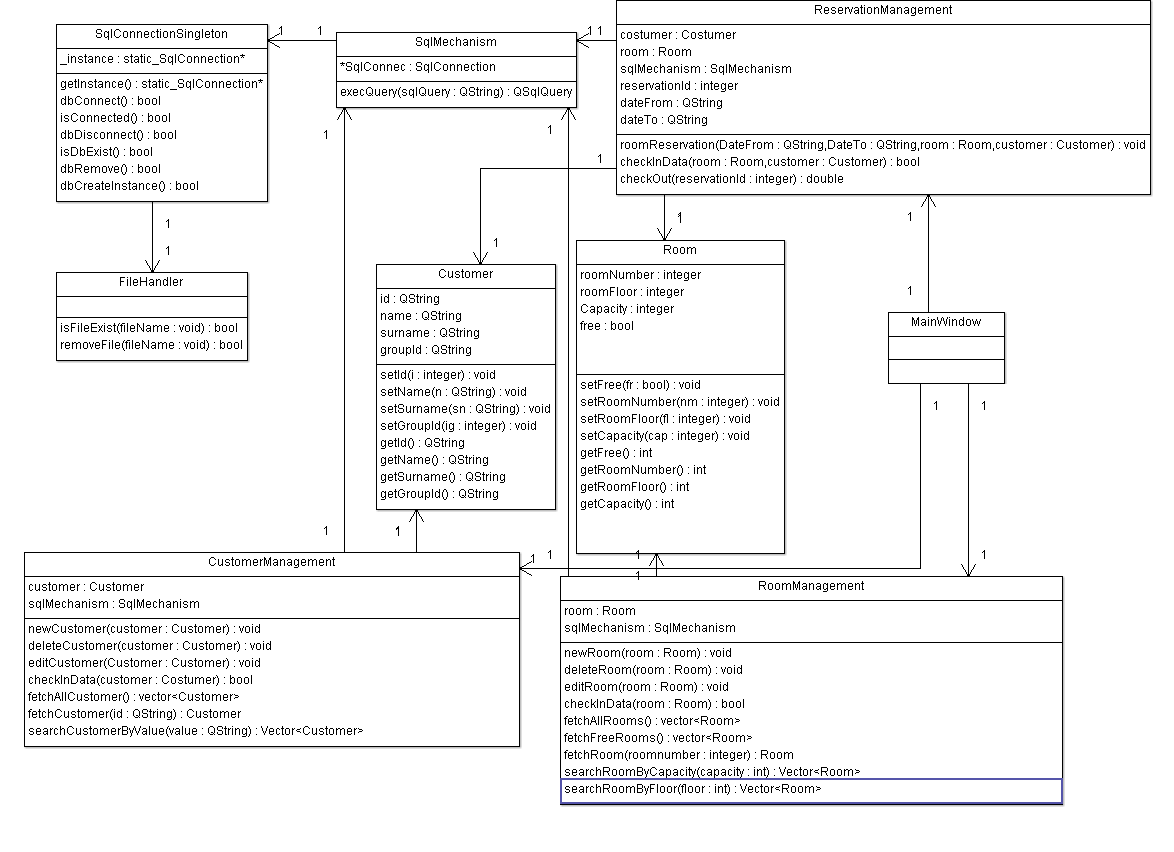 SqlConnectionSingleton
_instance : static_SqlConnection*
getInstance() : static_SqlConnection*
dbConnect() : bool
isConnected() : bool
dbDisconnect() : bool
isDbExist() : bool
dbRemove() : bool
dbCreateInstance() : bool
1
1
SqlMechanism
*SqlConnec : SqlConnection
execQuery(sqlQuery : QString) : QSqlQuery
1
1
ReservationManagement
costumer : Costumer
room : Room
sqlMechanism : SqlMechanism
reservationId : integer
dateFrom : QString
dateTo : QString
roomReservation(DateFrom : QString,DateTo : QString,room : Room,customer : Customer) : void
checkInData(room : Room,customer : Customer) : bool
checkOut(reservationId : integer) : double
1
1
FileHandler
isFileExist(fileName : void) : bool
removeFile(fileName : void) : bool
1
1
1
1
1
Customer
id : QString
name : QString
surname : QString
groupId : QString
setId(i : integer) : void
setName(n : QString) : void
setSurname(sn : QString) : void
setGroupId(ig : integer) : void
getId() : QString
getName() : QString
getSurname() : QString
getGroupId() : QString
1
Room
roomNumber : integer
roomFloor : integer
Capacity : integer
free : bool
setFree(fr : bool) : void
setRoomNumber(nm : integer) : void
setRoomFloor(fl : integer) : void
setCapacity(cap : integer) : void
getFree() : int
getRoomNumber() : int
getRoomFloor() : int
getCapacity() : int
1
1
MainWindow
1
1
1
1
1
1
1
1
1
CustomerManagement
customer : Customer
sqlMechanism : SqlMechanism
newCustomer(customer : Customer) : void
deleteCustomer(customer : Customer) : void
editCustomer(Customer : Customer) : void
checkInData(customer : Costumer) : bool
fetchAllCustomer() : vector<Customer>
fetchCustomer(id : QString) : Customer
searchCustomerByValue(value : QString) : Vector<Customer>
RoomManagement
room : Room
sqlMechanism : SqlMechanism
newRoom(room : Room) : void
deleteRoom(room : Room) : void
editRoom(room : Room) : void
checkInData(room : Room) : bool
fetchAllRooms() : vector<Room>
fetchFreeRooms() : vector<Room>
fetchRoom(roomnumber : integer) : Room
searchRoomByCapacity(capacity : int) : Vector<Room>
searchRoomByFloor(floor : int) : Vector<Room>